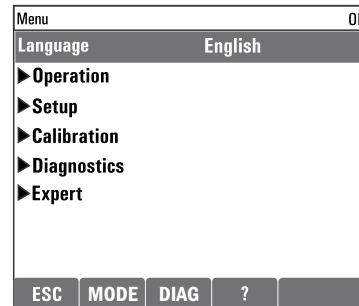 Menu
Language English
▶Operation
▶Setup
▶Calibration
▶Diagnostics
▶Expert
ESC MODE DIAG ?